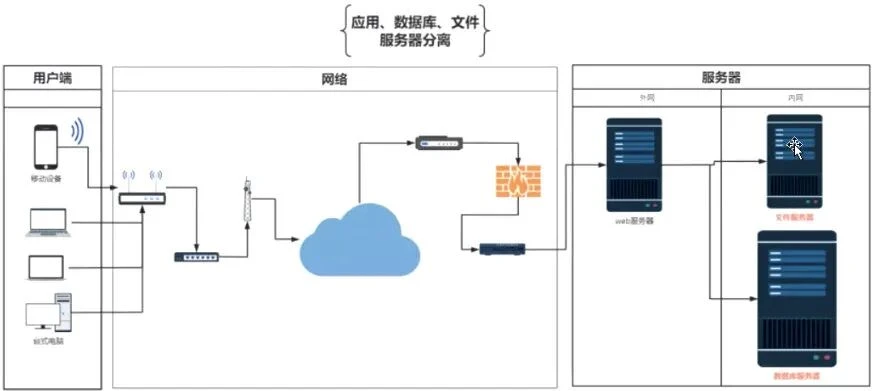 应用、数据库、文件
服务器分离
用户端
网络
服务器
外网
内网
移动设备
web服务器
文件服务器
台式电脑
数据库服务器